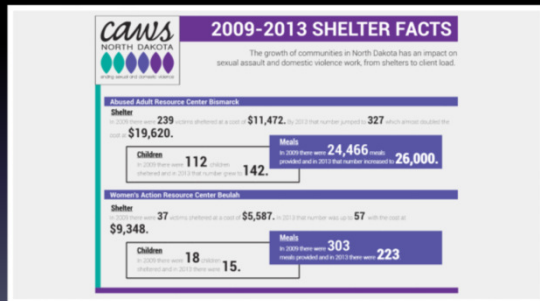 caws
NORTH DAKOTA
ending sexual and domestic violence
2009-2013 SHELTER FACTS
The growth of communities in North Dakota has an impact on
sexual assault and domestic violence work, from shelters to client load.
Abused Adult Resource Center Bismarck
Shelter
In 2009 there were 239 victims sheltered at a cost of $11,472. by 2013 that number jumped to 327 which almost doubled the
cost at $19,620.
Children
in 2009 there were 112 children
sheltered and in 2013 that number grew to 142.
Meals
in 2009 there were 24,466 meals
provided and in 2013 that number increased to 26,000.
Women's Action Resource Center Beulah
Shelter
In 2009 there were 37 victims sheltered at a cost of $5,587. in 2013 that number was up to 57 with the cost at
$9,348.
Children
in 2009 there were 18 children
sheltered and in 2013 there were 15.
Meals
in 2009 there were 303
meals provided and in 2013 there were 223